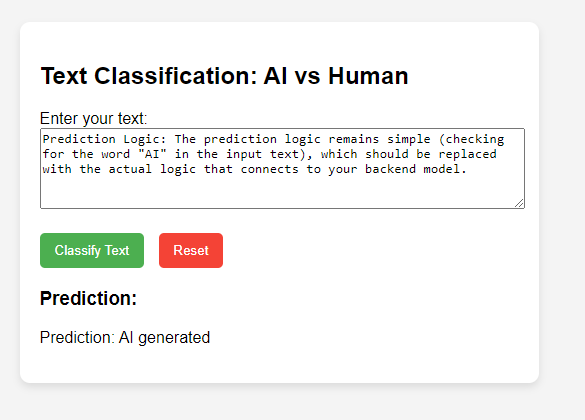 Text Classification: AI vs Human
Enter your text:
Prediction Logic: The prediction logic remains simple (checking
for the word "AI" in the input text), which should be replaced
with the actual logic that connects to your backend model.
Classify Text Reset
Prediction:
Prediction: AI generated